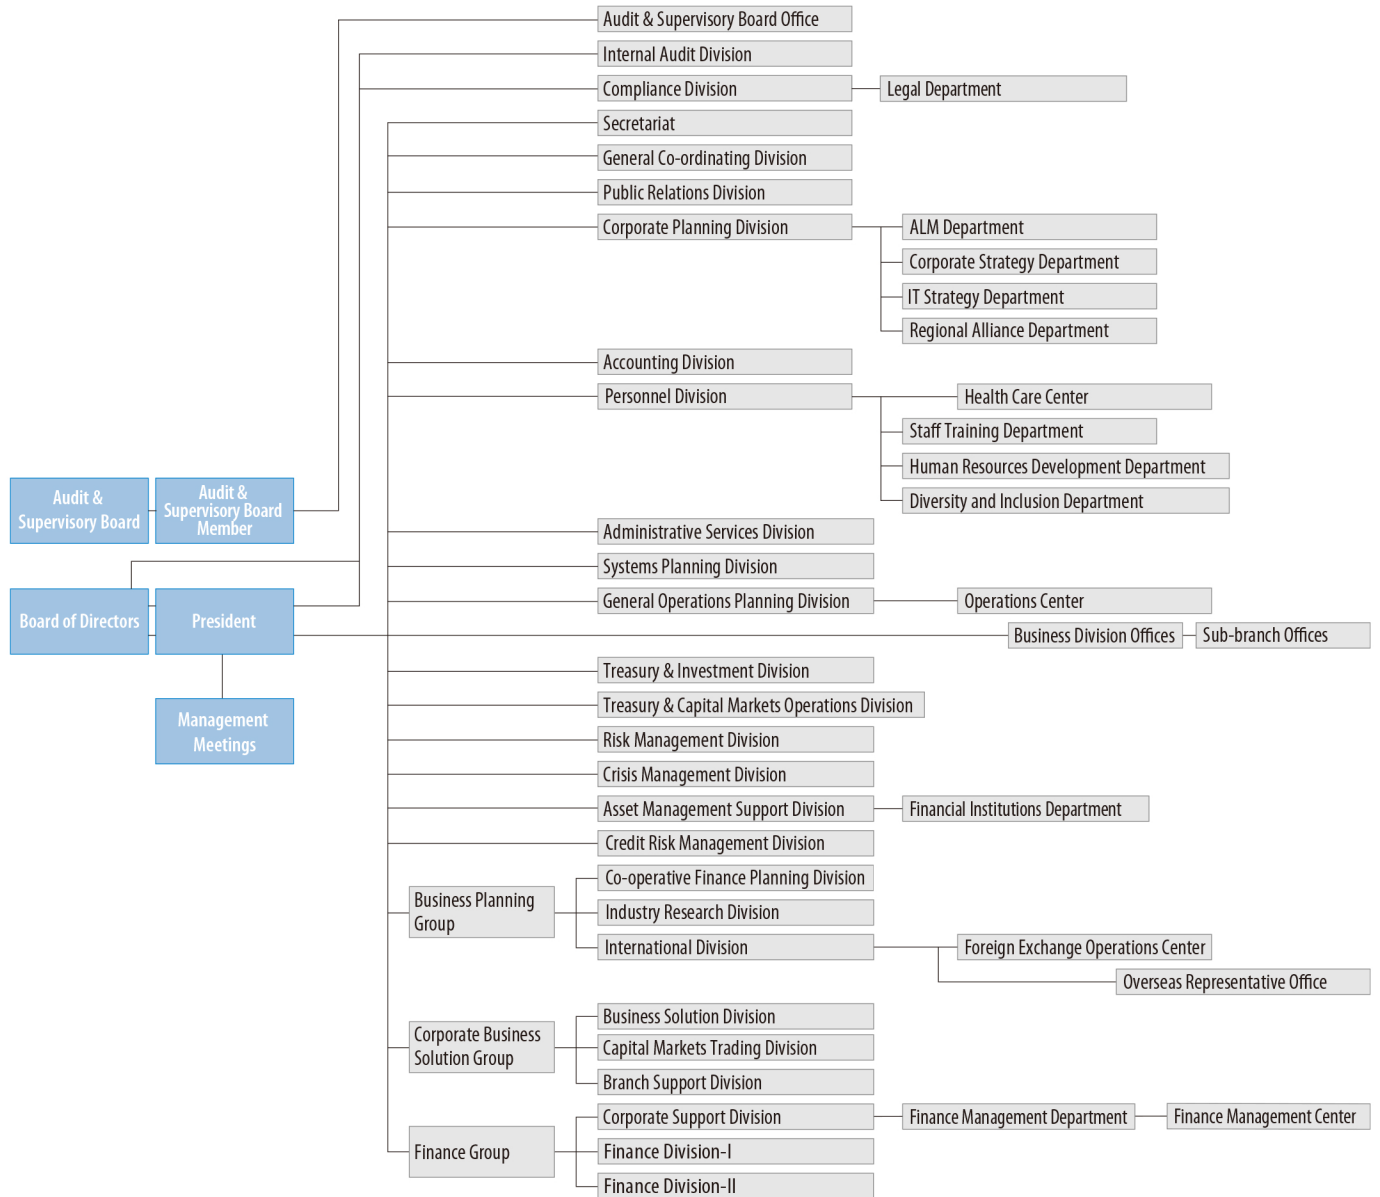 Audit & Supervisory Board Office
Internal Audit Division
Compliance Division
Legal Department
Secretariat
General Co-ordinating Division
Public Relations Division
Corporate Planning Division
ALM Department
Corporate Strategy Department
IT Strategy Department
Regional Alliance Department
Accounting Division
Personnel Division
Health Care Center
Staff Training Department
Human Resources Development Department
Diversity and Inclusion Department
Audit &
Supervisory Board
Audit &
Supervisory Board
Member
Administrative Services Division
Systems Planning Division
General Operations Planning Division
Operations Center
Board of Directors
President
Business Division Offices
Sub-branch Offices
Treasury & Investment Division
Treasury & Capital Markets Operations Division
Management
Meetings
Risk Management Division
Crisis Management Division
Asset Management Support Division
Financial Institutions Department
Credit Risk Management Division
Business Planning
Group
Co-operative Finance Planning Division
Industry Research Division
International Division
Foreign Exchange Operations Center
Overseas Representative Office
Corporate Business
Solution Group
Business Solution Division
Capital Markets Trading Division
Branch Support Division
Finance Group
Corporate Support Division
Finance Management Department
Finance Management Center
Finance Division-I
Finance Division-II